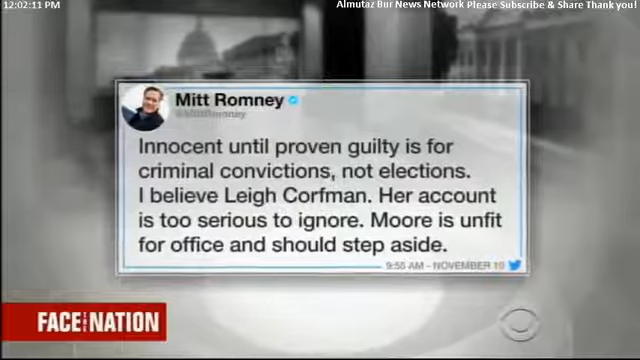 12:02:11 PM
Almutaz Bur News Network Please Subscribe & Share Thank you!
Mitt Romney
@MittRomney
Innocent until proven guilty is for
criminal convictions, not elections.
I believe Leigh Corfman. Her account
is too serious to ignore. Moore is unfit
for office and should step aside.
9:55 AM - NOVEMBER 10
FACE THE NATION